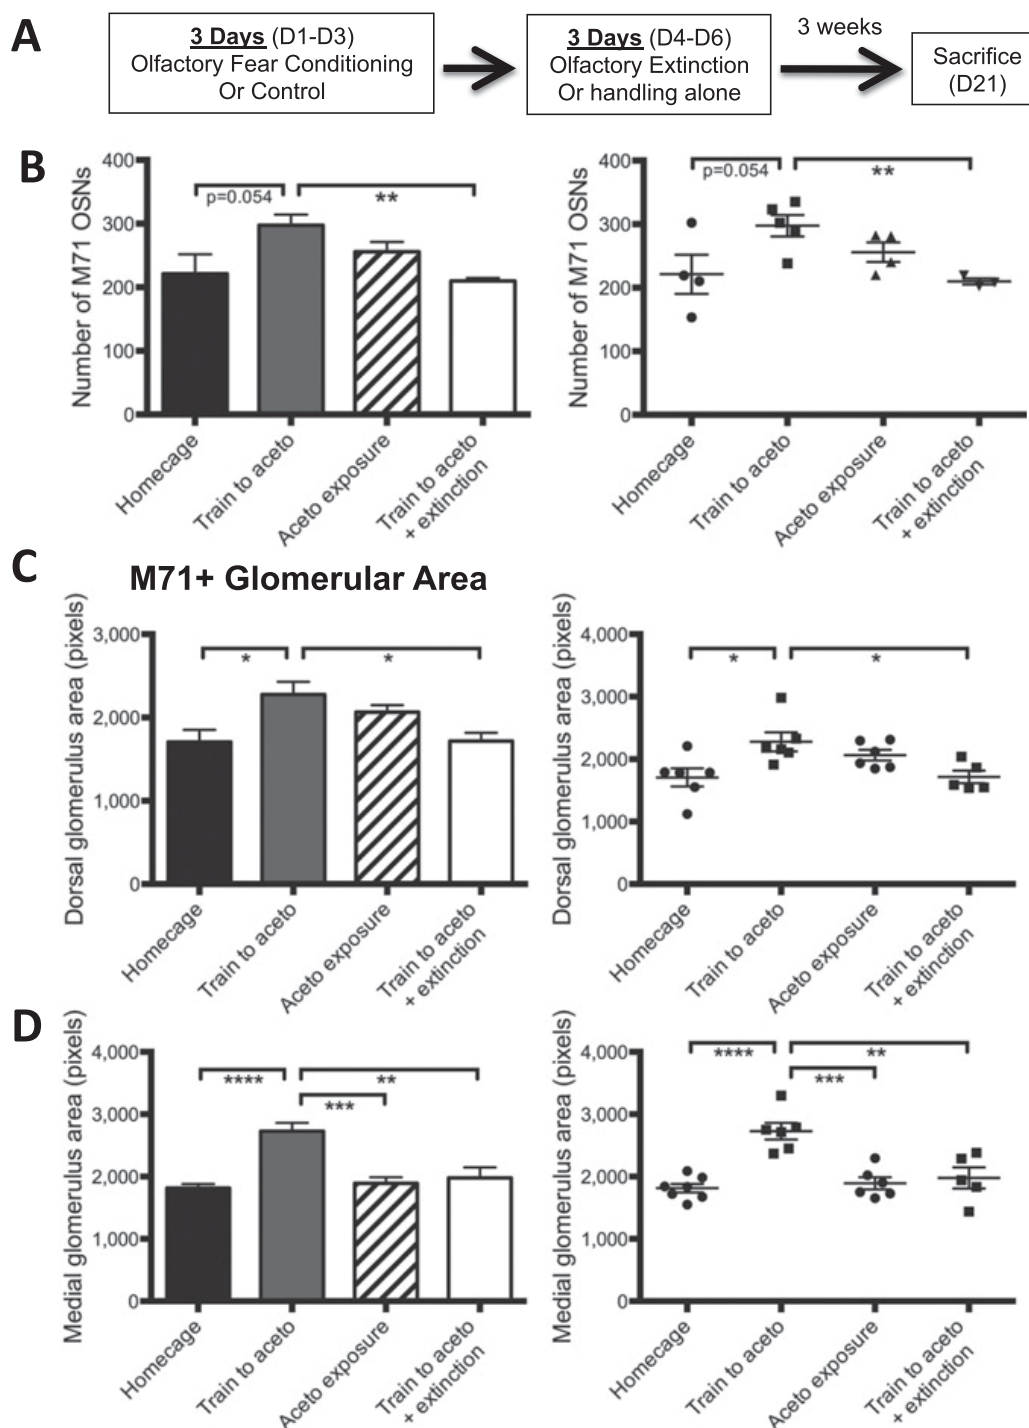 A
3 Days (D1-D3)
Olfactory Fear Conditioning
Or Control
3 Days (D4-D6)
Olfactory Extinction
Or handling alone
3 weeks
Sacrifice
(D21)
B
Number of M71 OSNs
400
300
200
100
0
p=0.054
**
Homecage
Train to aceto
Aceto exposure
Train to aceto
+ extinction
Number of M71 OSNs
400
300
200
100
0
p=0.054
**
Homecage
Train to aceto
Aceto exposure
Train to aceto
+ extinction
C
M71+ Glomerular Area
Dorsal glomerulus area (pixels)
3,000
2,000
1,000
0
*
*
Homecage
Train to aceto
Aceto exposure
Train to aceto
+ extinction
Dorsal glomerulus area (pixels)
4,000
3,000
2,000
1,000
0
*
*
Homecage
Train to aceto
Aceto exposure
Train to aceto
+ extinction
D
Medial glomerulus area (pixels)
4,000
3,000
2,000
1,000
0
****
**
***
Homecage
Train to aceto
Aceto exposure
Train to aceto
+ extinction
Medial glomerulus area (pixels)
4,000
3,000
2,000
1,000
0
****
**
***
Homecage
Train to aceto
Aceto exposure
Train to aceto
+ extinction